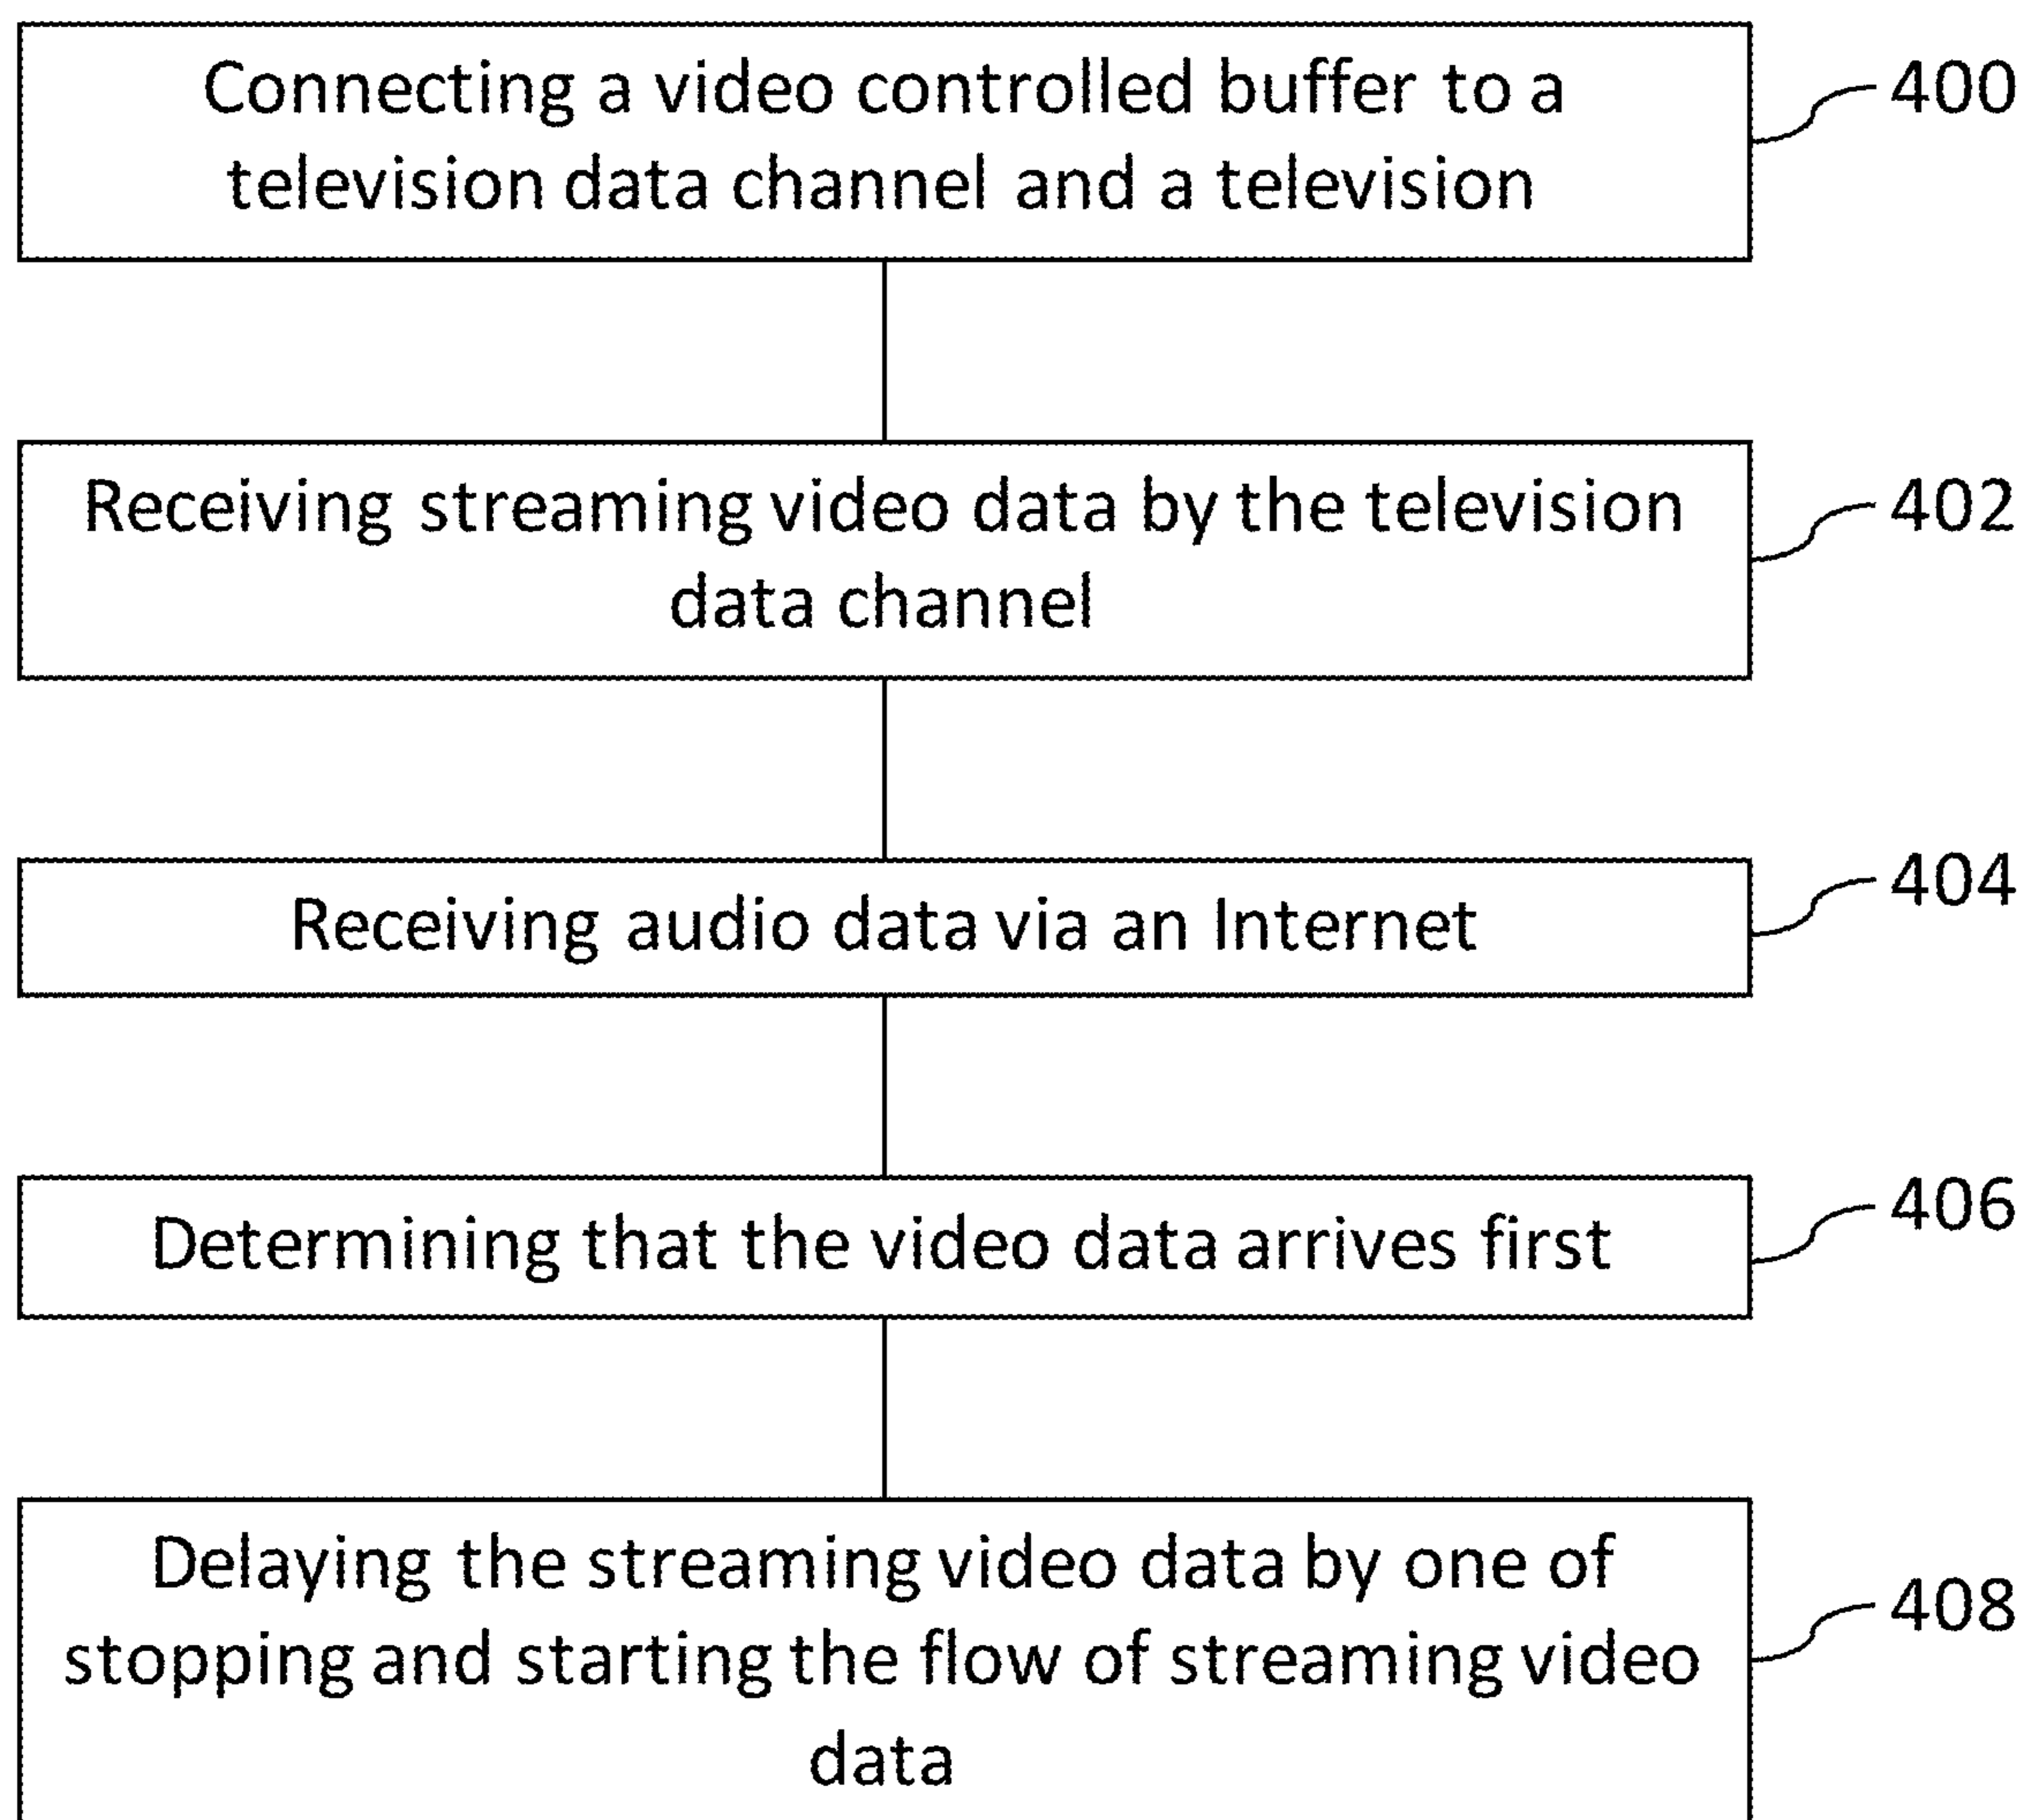 Connecting a video controlled buffer to a
television data channel and a television
400
Receiving streaming video data by the television
data channel
402
Receiving audio data via an Internet
404
Determining that the video data arrives first
406
Delaying the streaming video data by one of
stopping and starting the flow of streaming video
data
408